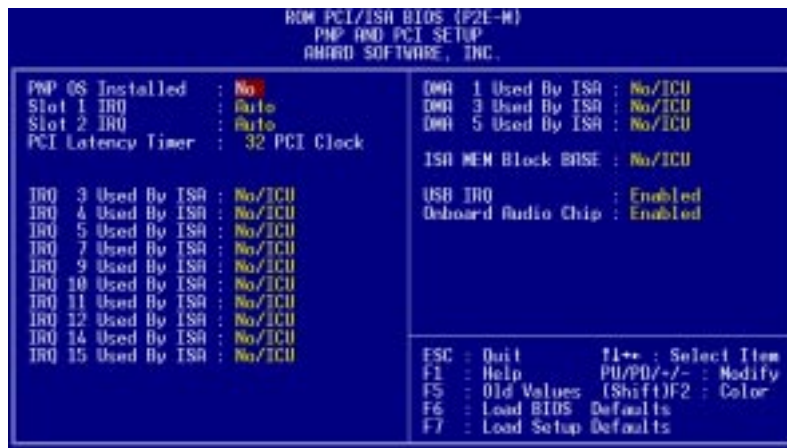 ROM PCI/ISA BIOS (P2E-M)
PNP AND PCI SETUP
AWARD SOFTWARE, INC.
PNP OS Installed : No
Slot 1 IRQ : Auto
Slot 2 IRQ : Auto
PCI Latency Timer : 32 PCI Clock
IRQ 3 Used By ISA : No/ICU
IRQ 4 Used By ISA : No/ICU
IRQ 5 Used By ISA : No/ICU
IRQ 7 Used By ISA : No/ICU
IRQ 9 Used By ISA : No/ICU
IRQ 10 Used By ISA : No/ICU
IRQ 11 Used By ISA : No/ICU
IRQ 12 Used By ISA : No/ICU
IRQ 14 Used By ISA : No/ICU
IRQ 15 Used By ISA : No/ICU
DMA 1 Used By ISA : No/ICU
DMA 3 Used By ISA : No/ICU
DMA 5 Used By ISA : No/ICU
ISA MEM Block BASE : No/ICU
USB IRQ : Enabled
Onboard Audio Chip : Enabled
ESC : Quit ↑↓→← : Select Item
F1 : Help PU/PD/+/- : Modify
F5 : Old Values (Shift)F2 : Color
F6 : Load BIOS Defaults
F7 : Load Setup Defaults